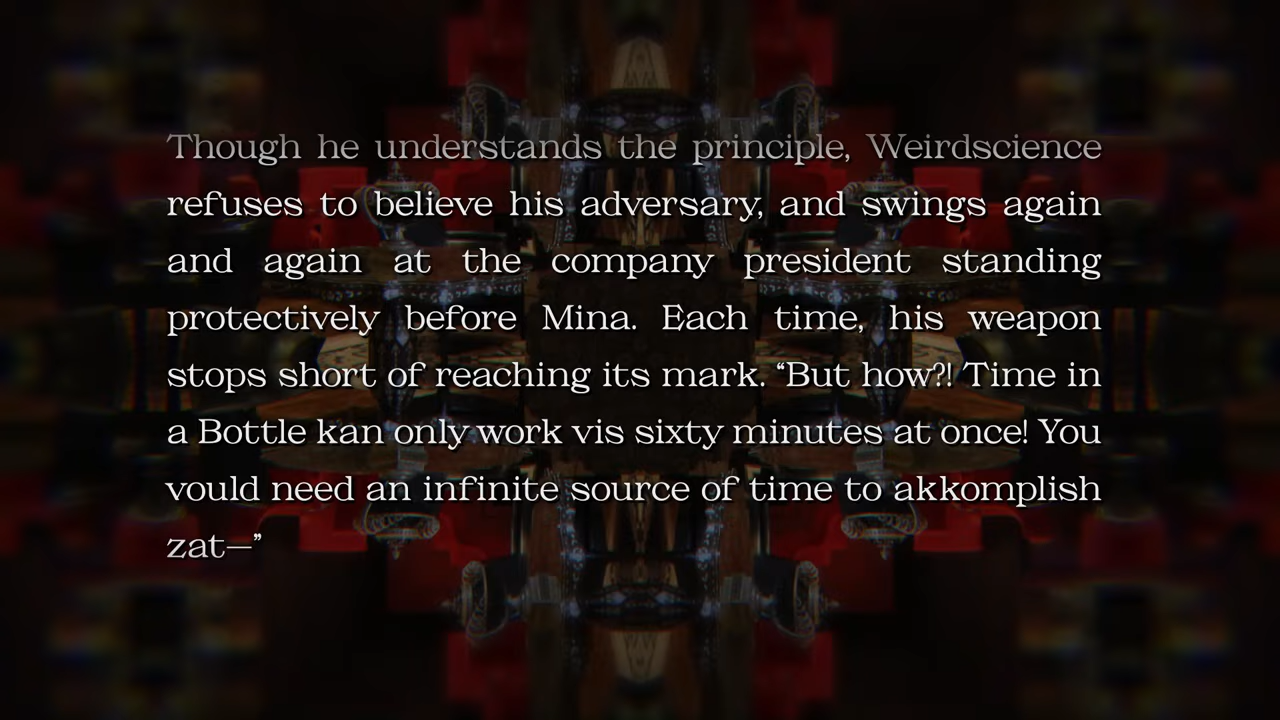 Though he understands the principle, Weirdscience
refuses to believe his adversary, and swings again
and again at the company president standing
protectively before Mina. Each time, his weapon
stops short of reaching its mark. “But how?! Time in
a Bottle kan only work vis sixty minutes at once! You
vould need an infinite source of time to akkomplish
zat—”